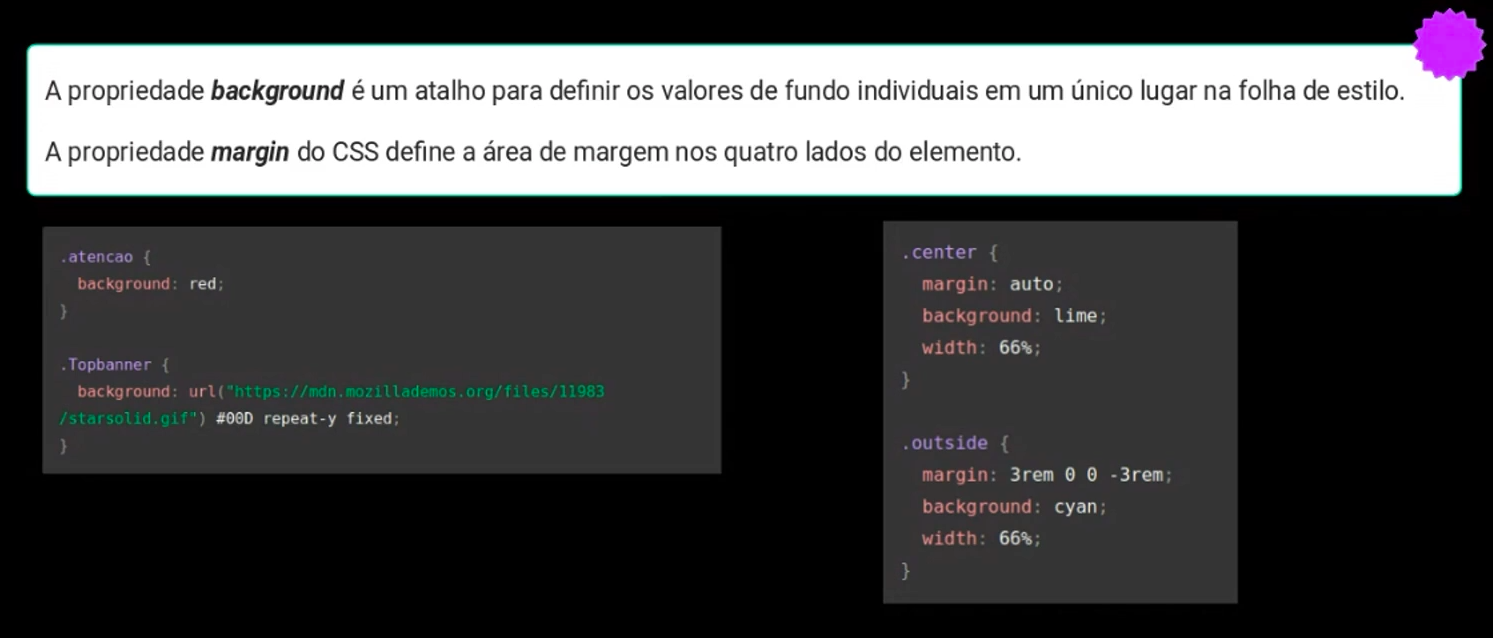 A propriedade background é um atalho para definir os valores de fundo individuais em um único lugar na folha de estilo.
A propriedade margin do CSS define a área de margem nos quatro lados do elemento.
.atencao {
  background: red;
}
.Topbanner {
  background: url("https://mdn.mozillademos.org/files/11983
/starsolid.gif") #00D repeat-y fixed;
}
.center {
  margin: auto;
  background: lime;
  width: 66%;
}
.outside {
  margin: 3rem 0 0 -3rem;
  background: cyan;
  width: 66%;
}